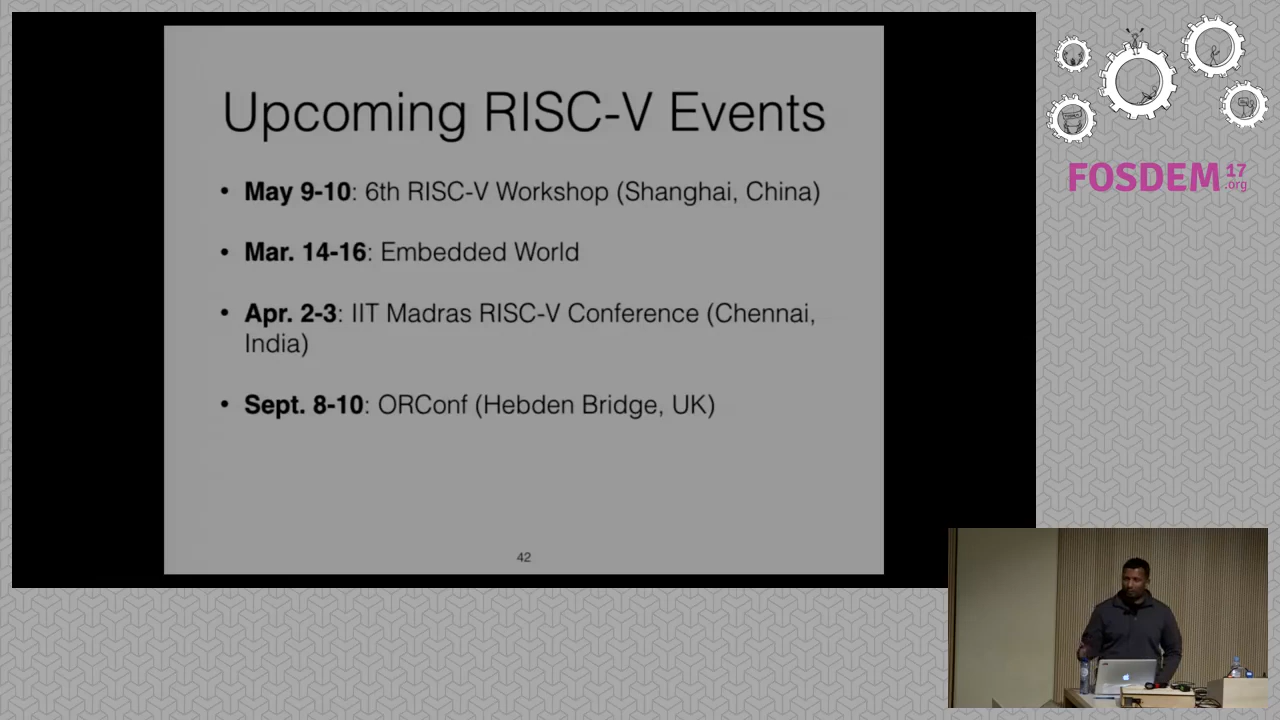 Upcoming RISC-V Events
• May 9-10: 6th RISC-V Workshop (Shanghai, China)
• Mar. 14-16: Embedded World
• Apr. 2-3: IIT Madras RISC-V Conference (Chennai,
India)
• Sept. 8-10: ORConf (Hebden Bridge, UK)
42
FOSDEM 17
.org